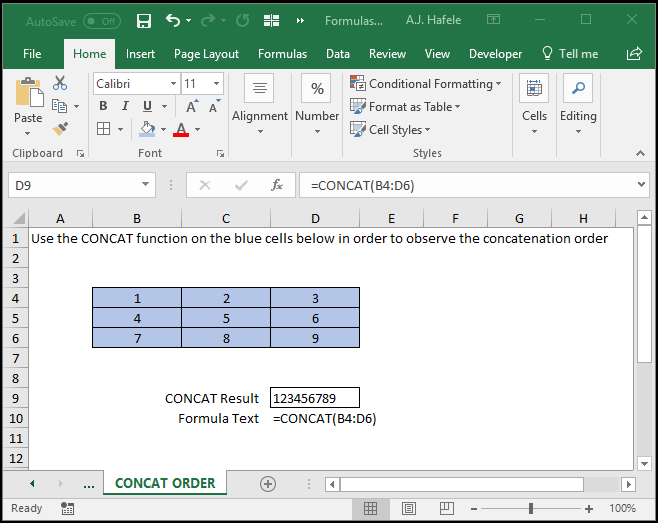 AutoSave Off Formulas... A.J. Hafele
File Home Insert Page Layout Formulas Data Review View Developer Tell me
Paste Calibri 11 Alignment % Number Conditional Formatting Cells Editing
B I U A A Format as Table
A Cell Styles
Clipboard Font Styles
D9 fx =CONCAT(B4:D6)
A B C D E F G H
1 Use the CONCAT function on the blue cells below in order to observe the concatenation order
2
3
4 1 2 3
5 4 5 6
6 7 8 9
7
8
9 CONCAT Result 123456789
10 Formula Text =CONCAT(B4:D6)
11
12
... CONCAT ORDER
Ready 100%